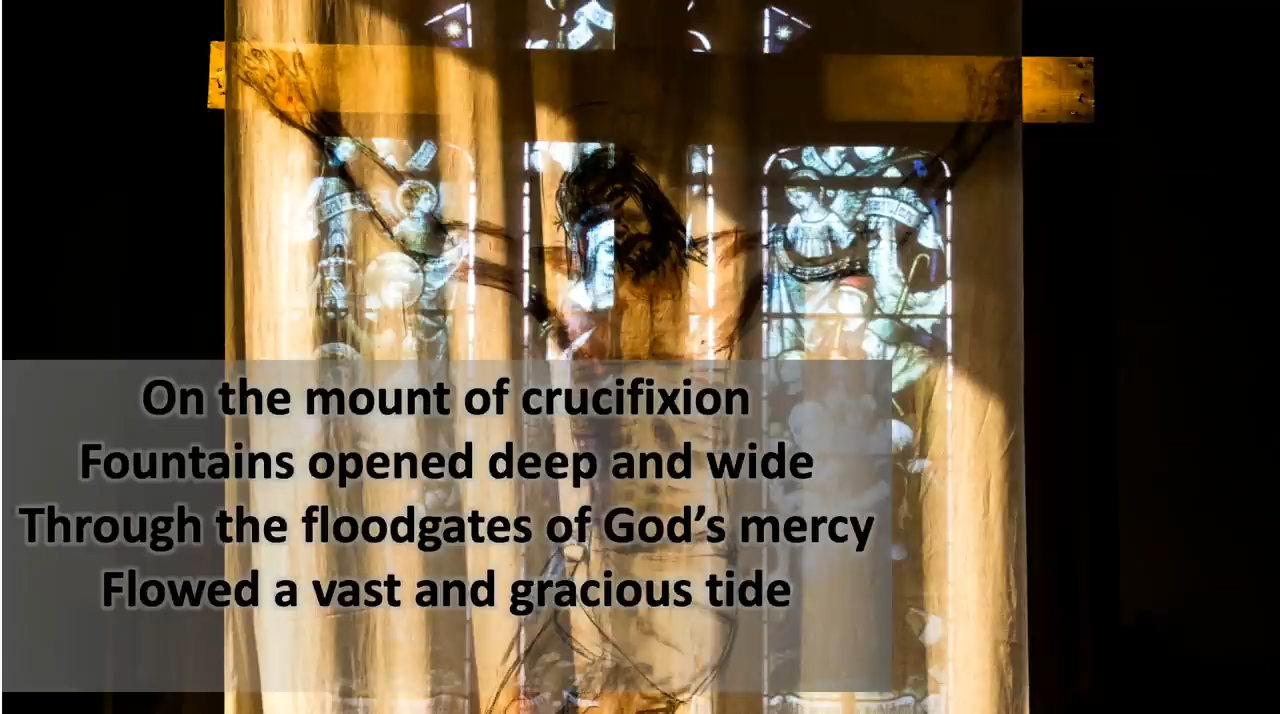 On the mount of crucifixion
Fountains opened deep and wide
Through the floodgates of God’s mercy
Flowed a vast and gracious tide